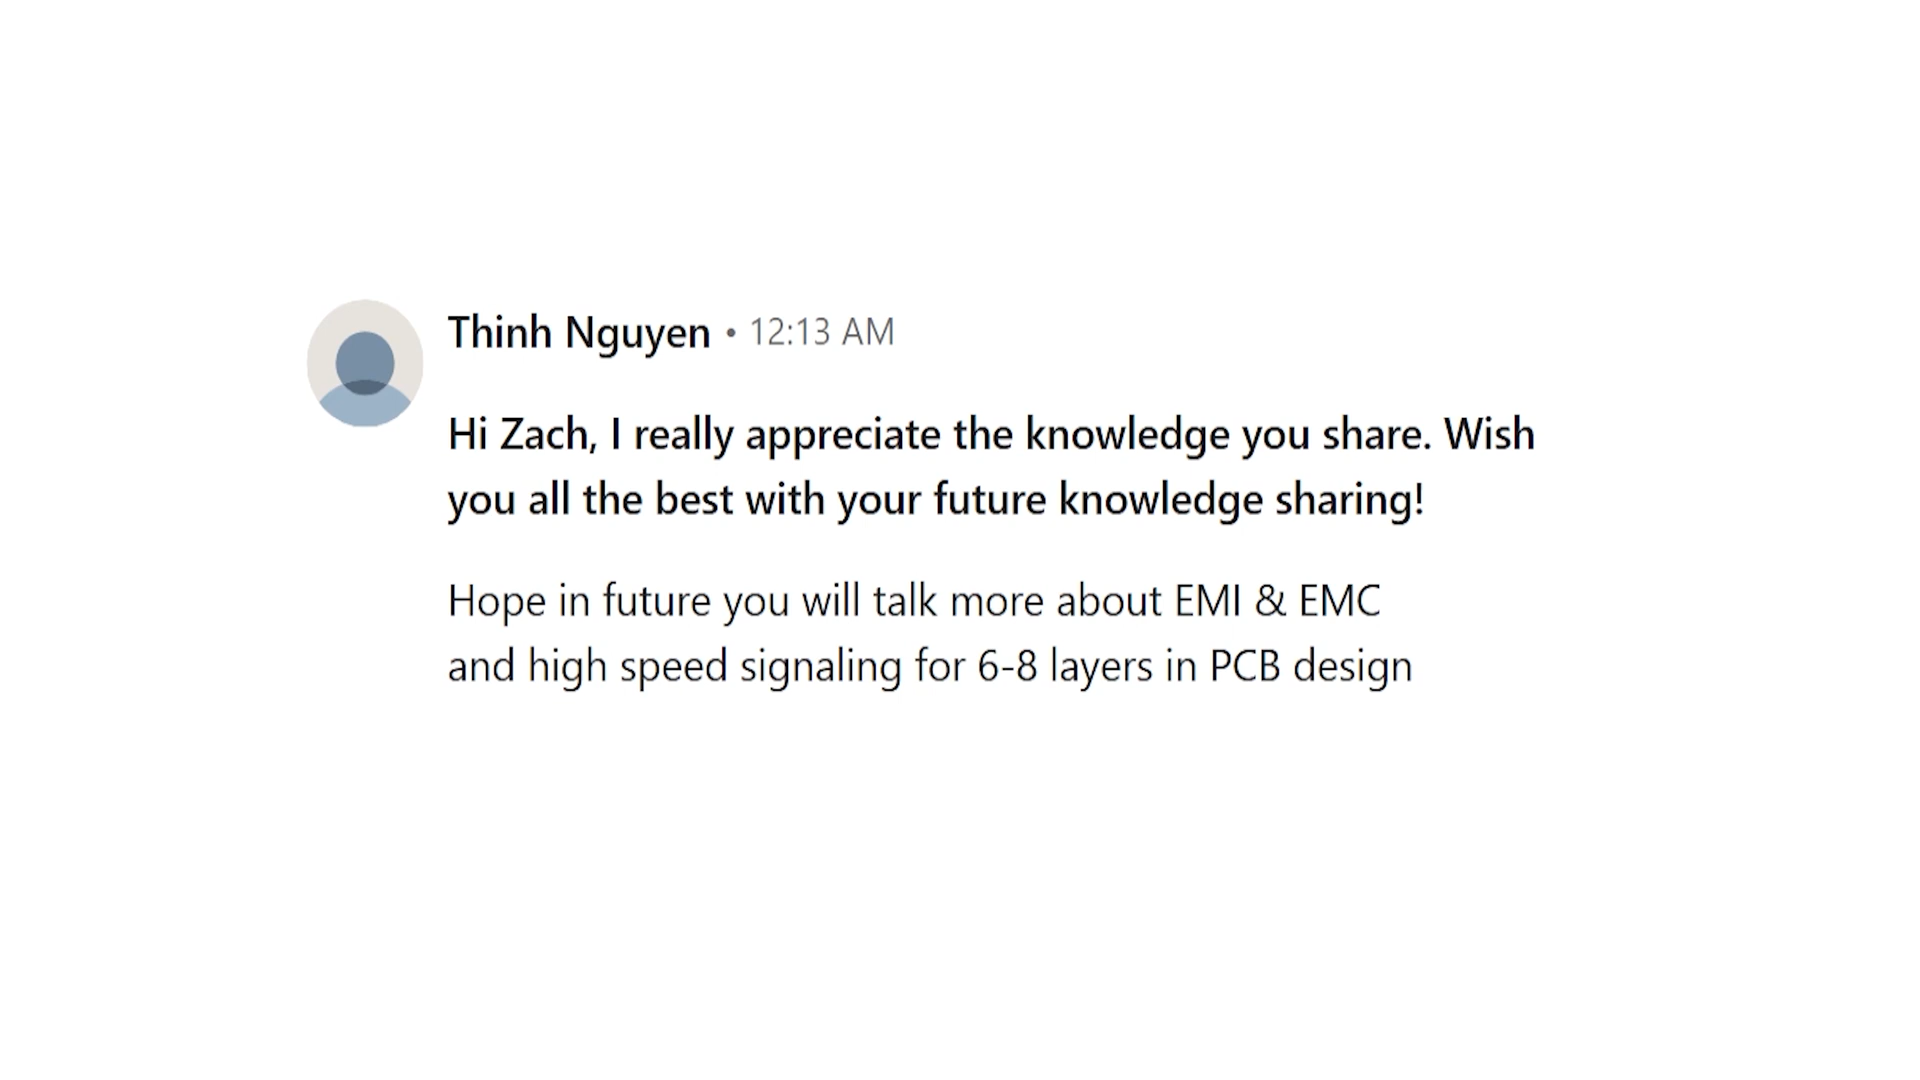 Thinh Nguyen • 12:13 AM
Hi Zach, I really appreciate the knowledge you share. Wish
you all the best with your future knowledge sharing!
Hope in future you will talk more about EMI & EMC
and high speed signaling for 6-8 layers in PCB design